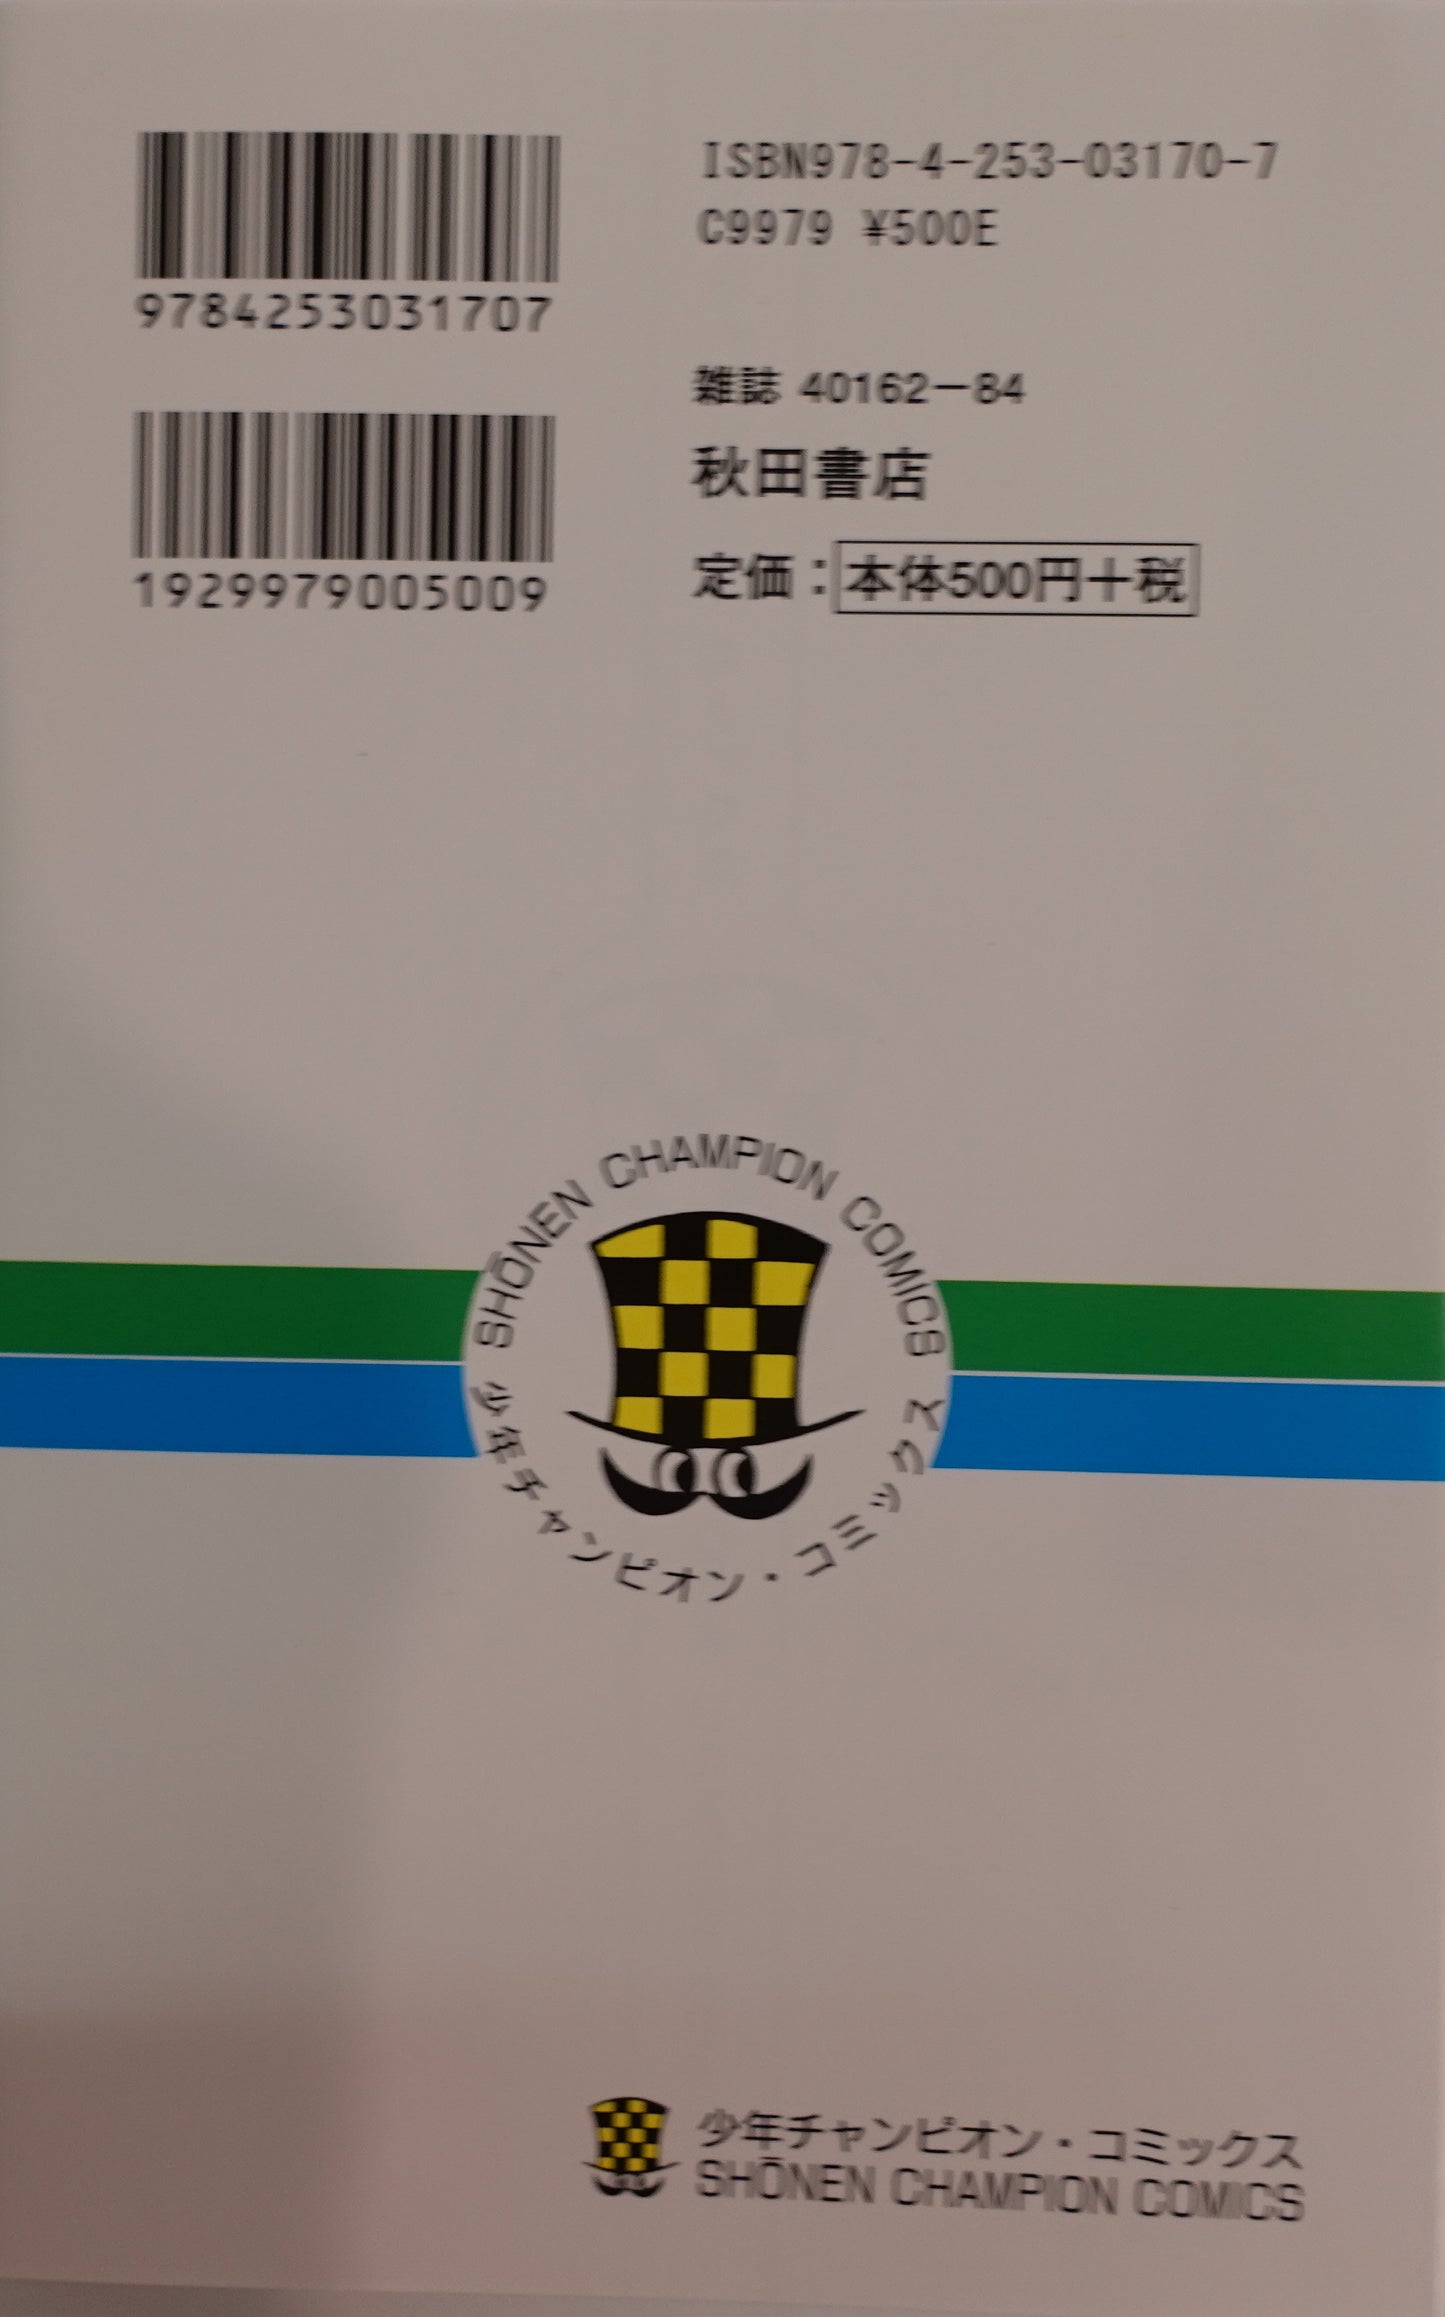 ISBN978-4-253-03170-7
C9979 ¥500E
9784253031707
雑誌 40162-84
秋田書店
定価：本体500円＋税
1929979005009
SHŌNEN CHAMPION COMICS
少年チャンピオン・コミックス
少年チャンピオン・コミックス
SHŌNEN CHAMPION COMICS